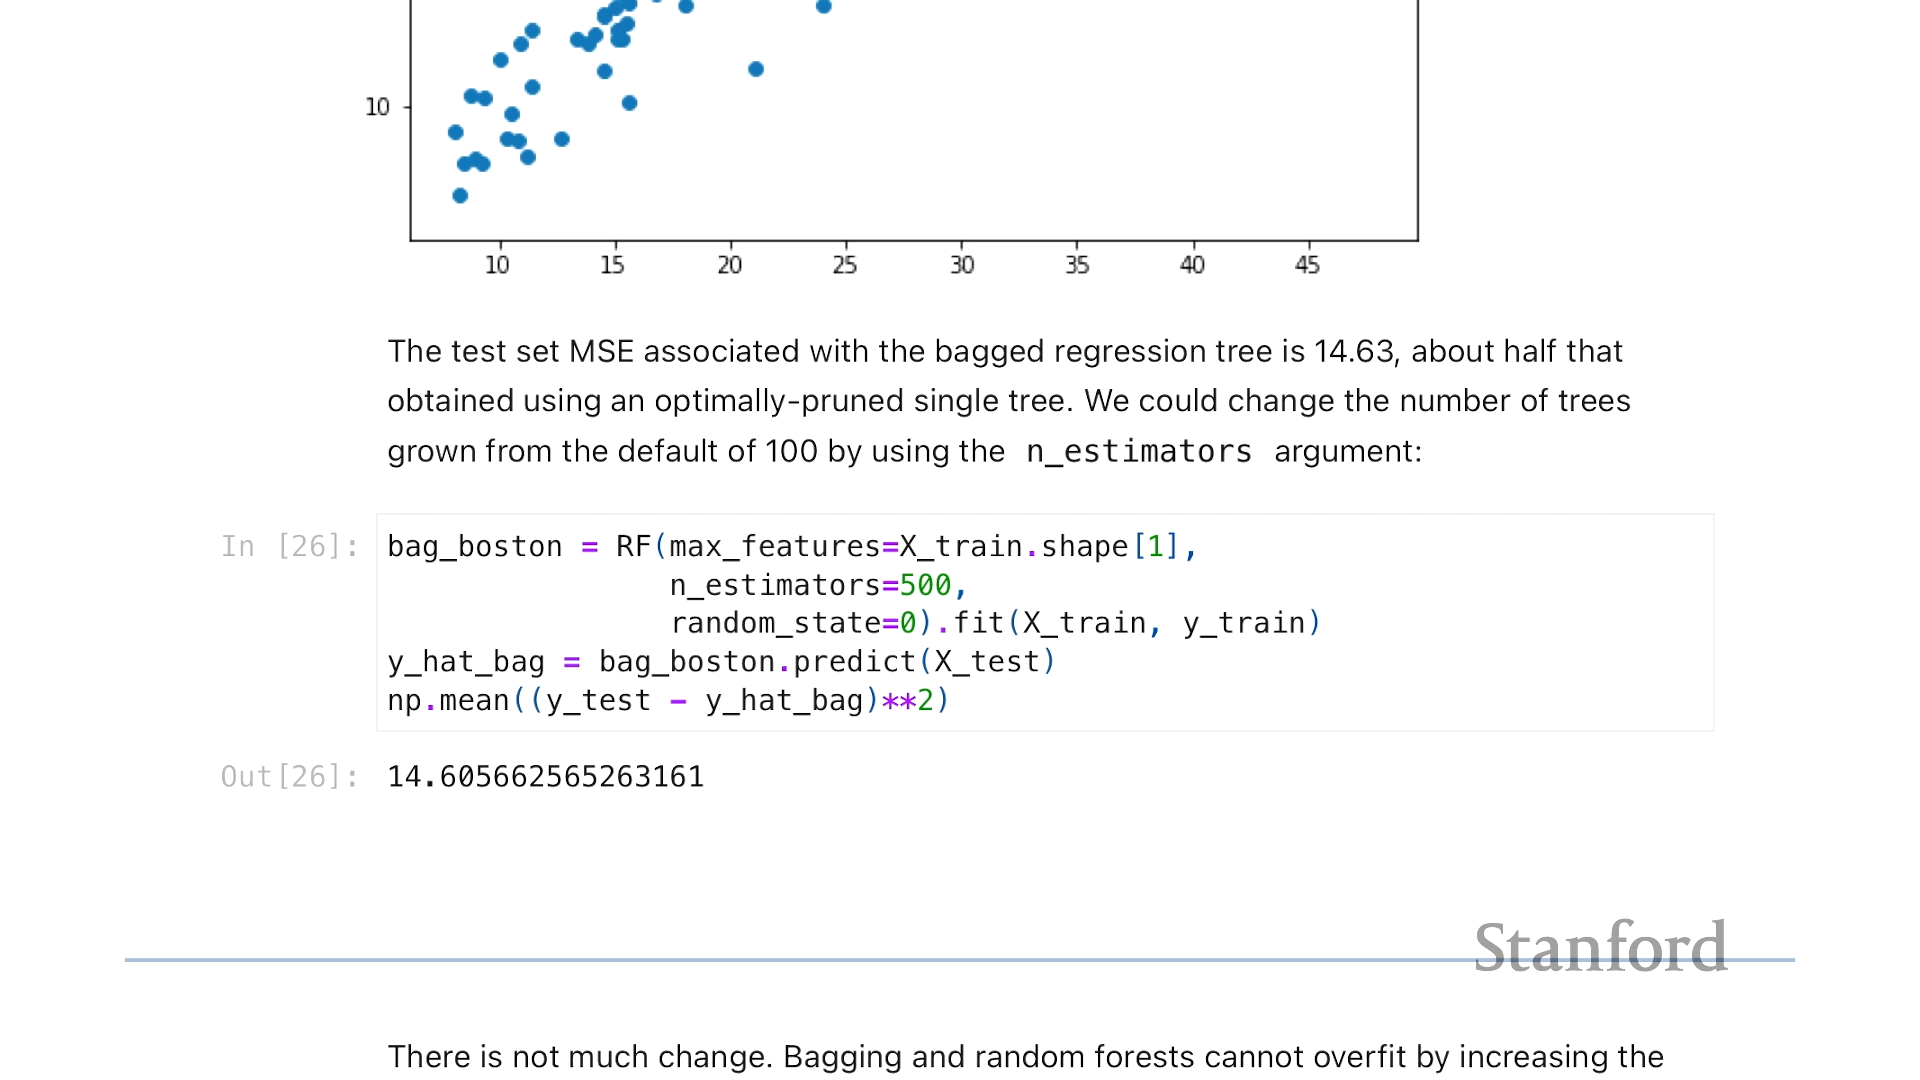 10
10 15 20 25 30 35 40 45
The test set MSE associated with the bagged regression tree is 14.63, about half that
obtained using an optimally-pruned single tree. We could change the number of trees
grown from the default of 100 by using the n_estimators argument:
In [26]: bag_boston = RF(max_features=X_train.shape[1],
n_estimators=500,
random_state=0).fit(X_train, y_train)
y_hat_bag = bag_boston.predict(X_test)
np.mean((y_test - y_hat_bag)**2)
Out[26]: 14.605662565263161
Stanford
There is not much change. Bagging and random forests cannot overfit by increasing the